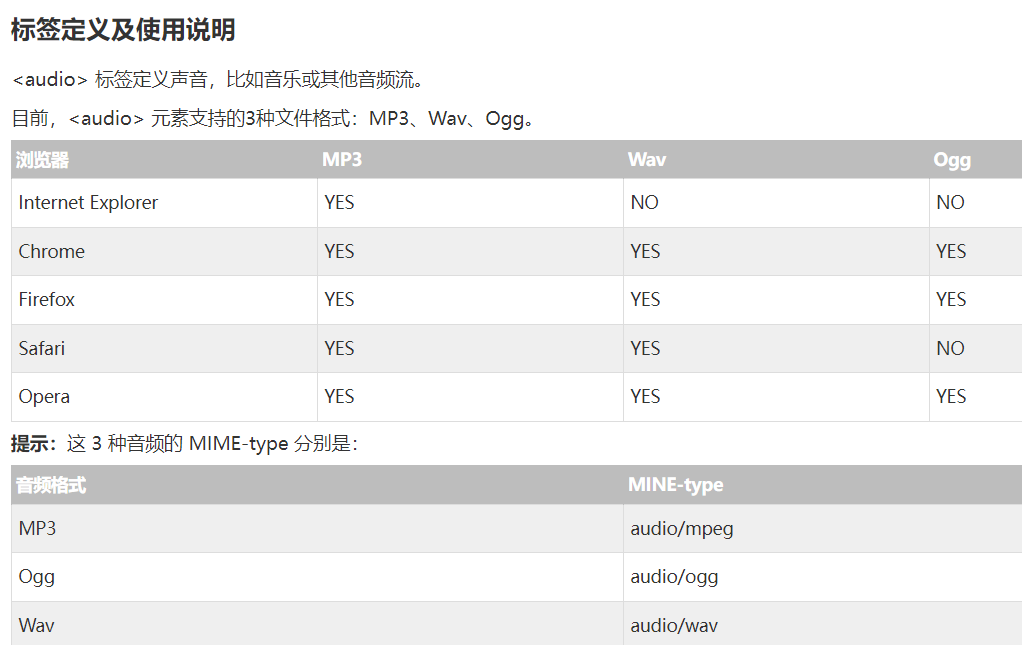 标签定义及使用说明
<audio> 标签定义声音，比如音乐或其他音频流。
目前，<audio> 元素支持的3种文件格式：MP3、Wav、Ogg。
浏览器 MP3 Wav Ogg
Internet Explorer YES NO NO
Chrome YES YES YES
Firefox YES YES YES
Safari YES YES NO
Opera YES YES YES
提示：这 3 种音频的 MIME-type 分别是：
音频格式 MINE-type
MP3 audio/mpeg
Ogg audio/ogg
Wav audio/wav